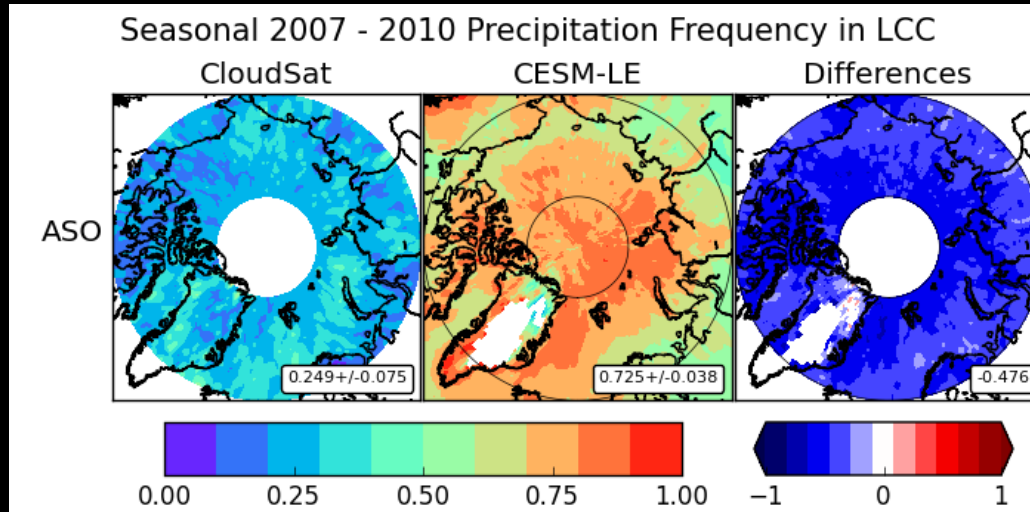 Seasonal 2007 - 2010 Precipitation Frequency in LCC
CloudSat CESM-LE Differences
ASO
0.249+/-0.075 0.725+/-0.038 -0.476
0.00 0.25 0.50 0.75 1.00 −1 0 1